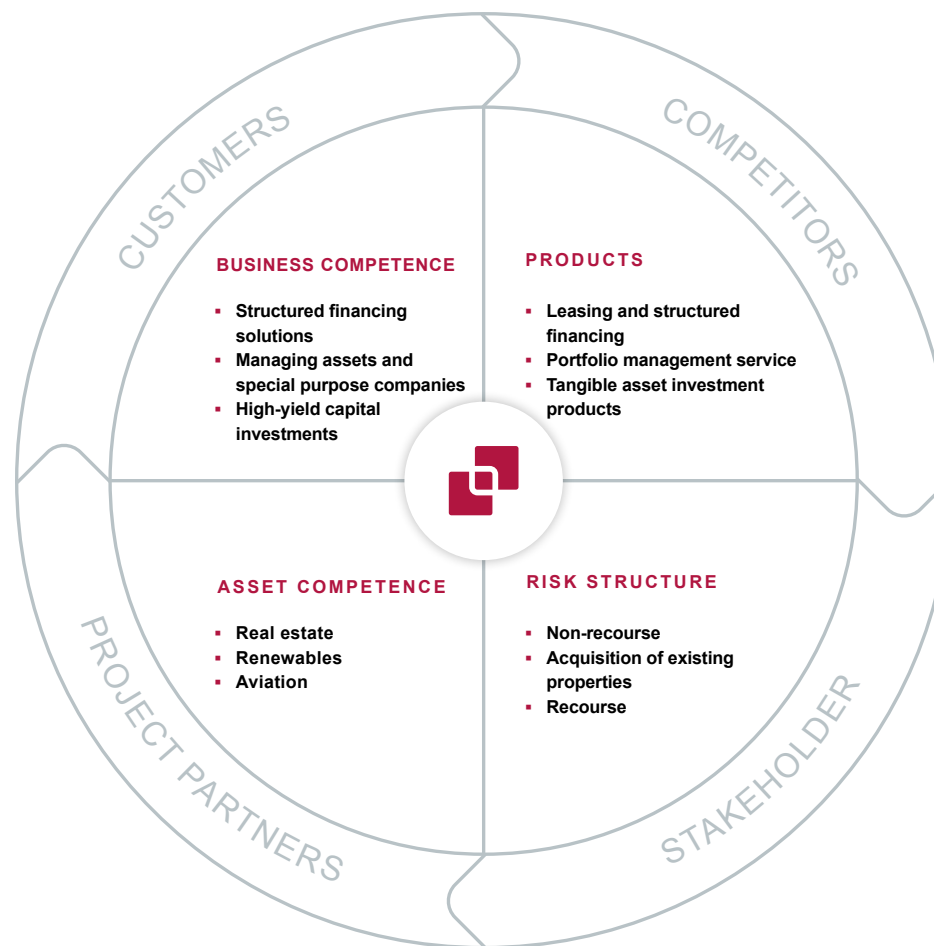 CUSTOMERS
COMPETITORS
BUSINESS COMPETENCE
▪ Structured financing
solutions
▪ Managing assets and
special purpose companies
▪ High-yield capital
investments
PRODUCTS
▪ Leasing and structured
financing
▪ Portfolio management service
▪ Tangible asset investment
products
ASSET COMPETENCE
▪ Real estate
▪ Renewables
▪ Aviation
RISK STRUCTURE
▪ Non-recourse
▪ Acquisition of existing
properties
▪ Recourse
PROJECT PARTNERS
STAKEHOLDER